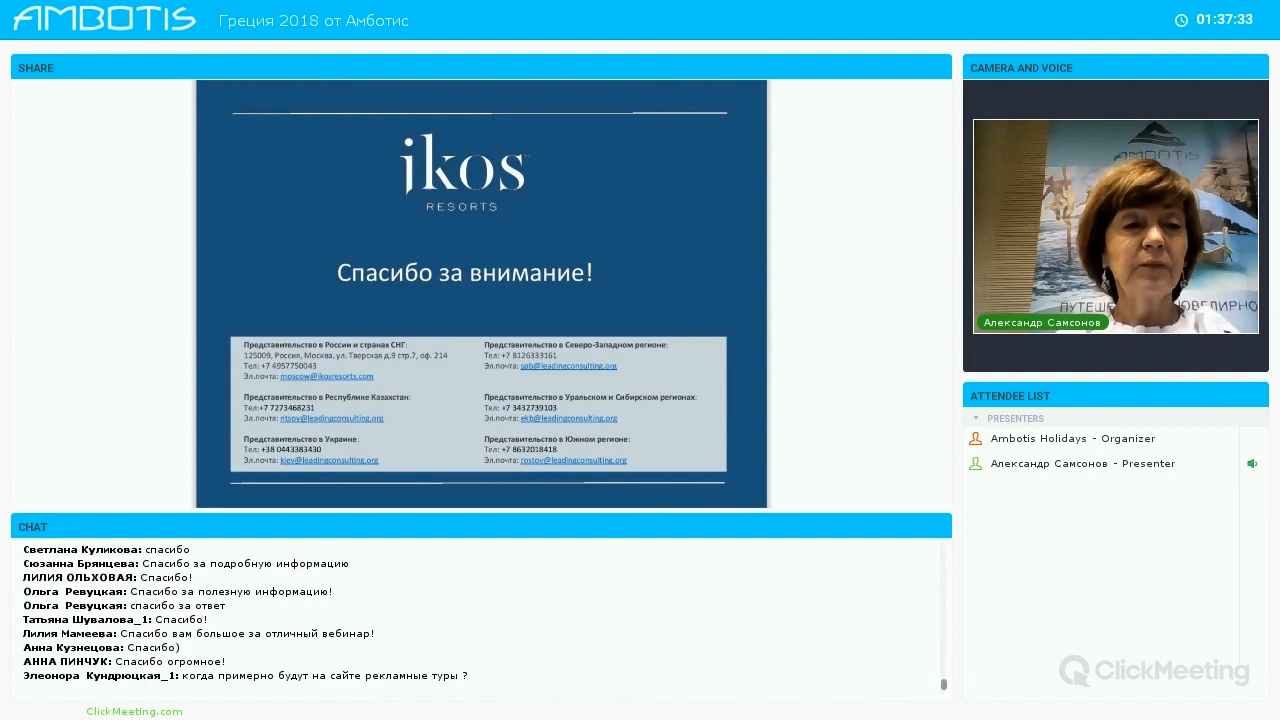 AMBOTIS
Греция 2018 от Амботис
01:37:33
SHARE
ikos
RESORTS
Спасибо за внимание!
Представительство в России и странах СНГ:
125009, Россия, Москва, ул. Тверская д.9 стр.7, оф. 214
Тел: +7 4957750043
Эл.почта: moscow@ikosresorts.com
Представительство в Республике Казахстан:
Тел:+7 7273468231
Эл.почта: ntsoy@leadingconsulting.org
Представительство в Украине:
Тел: +38 0443383430
Эл.почта: kiev@leadingconsulting.org
Представительство в Северо-Западном регионе:
Тел: +7 8126333161
Эл.почта: spb@leadingconsulting.org
Представительство в Уральском и Сибирском регионах:
Тел: +7 3432739103
Эл.почта: ekb@leadingconsulting.org
Представительство в Южном регионе:
Тел: +7 8632018418
Эл.почта: rostov@leadingconsulting.org
CHAT
Светлана Куликова: спасибо
Сюзанна Брянцева: Спасибо за подробную информацию
ЛИЛИЯ ОЛЬХОВАЯ: Спасибо!
Ольга Ревуцкая: Спасибо за полезную информацию!
Ольга Ревуцкая: спасибо за ответ
Татьяна Шувалова_1: Спасибо!
Лилия Мамеева: Спасибо вам большое за отличный вебинар!
Анна Кузнецова: Спасибо)
АННА ПИНЧУК: Спасибо огромное!
Элеонора Кундрюцкая_1: когда примерно будут на сайте рекламные туры ?
ClickMeeting.com
CAMERA AND VOICE
AMBOTIS
Александр Самсонов
ATTENDEE LIST
PRESENTERS
Ambotis Holidays - Organizer
Александр Самсонов - Presenter
ClickMeeting